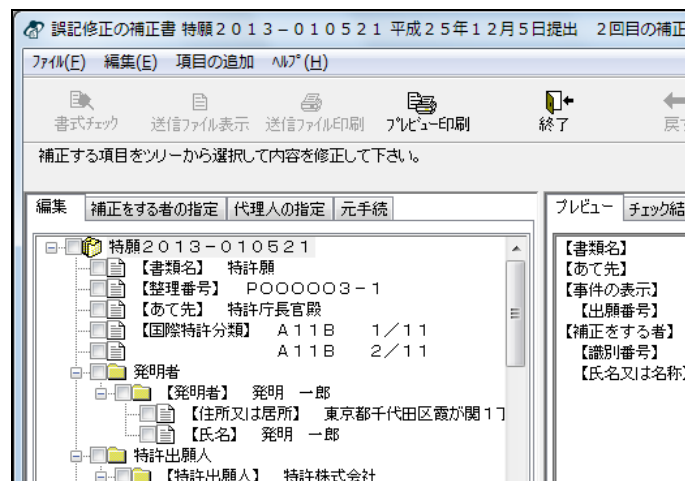 誤記修正の補正書 特願２０１３－０１０５２１ 平成２５年１２月５日提出　２回目の補正
ﾌｧｲﾙ(F)　編集(E)　項目の追加　ﾍﾙﾌﾟ(H)
書式ﾁｪｯｸ　送信ﾌｧｲﾙ表示　送信ﾌｧｲﾙ印刷　ﾌﾟﾚﾋﾞｭｰ印刷　終了　戻
補正する項目をﾂﾘｰから選択して内容を修正して下さい。
編集　補正をする者の指定　代理人の指定　元手続
特願２０１３－０１０５２１
【書類名】　特許願
【整理番号】　Ｐ０００００３－１
【あて先】　特許庁長官殿
【国際特許分類】　Ａ１１Ｂ　１／１１
Ａ１１Ｂ　２／１１
発明者
【発明者】　発明　一郎
【住所又は居所】　東京都千代田区霞が関１丁
【氏名】　発明　一郎
特許出願人
【特許出願人】　特許株式会社
プレビュー　ﾁｪｯｸ結
【書類名】
【あて先】
【事件の表示】
【出願番号】
【補正をする者】
【識別番号】
【氏名又は名称】